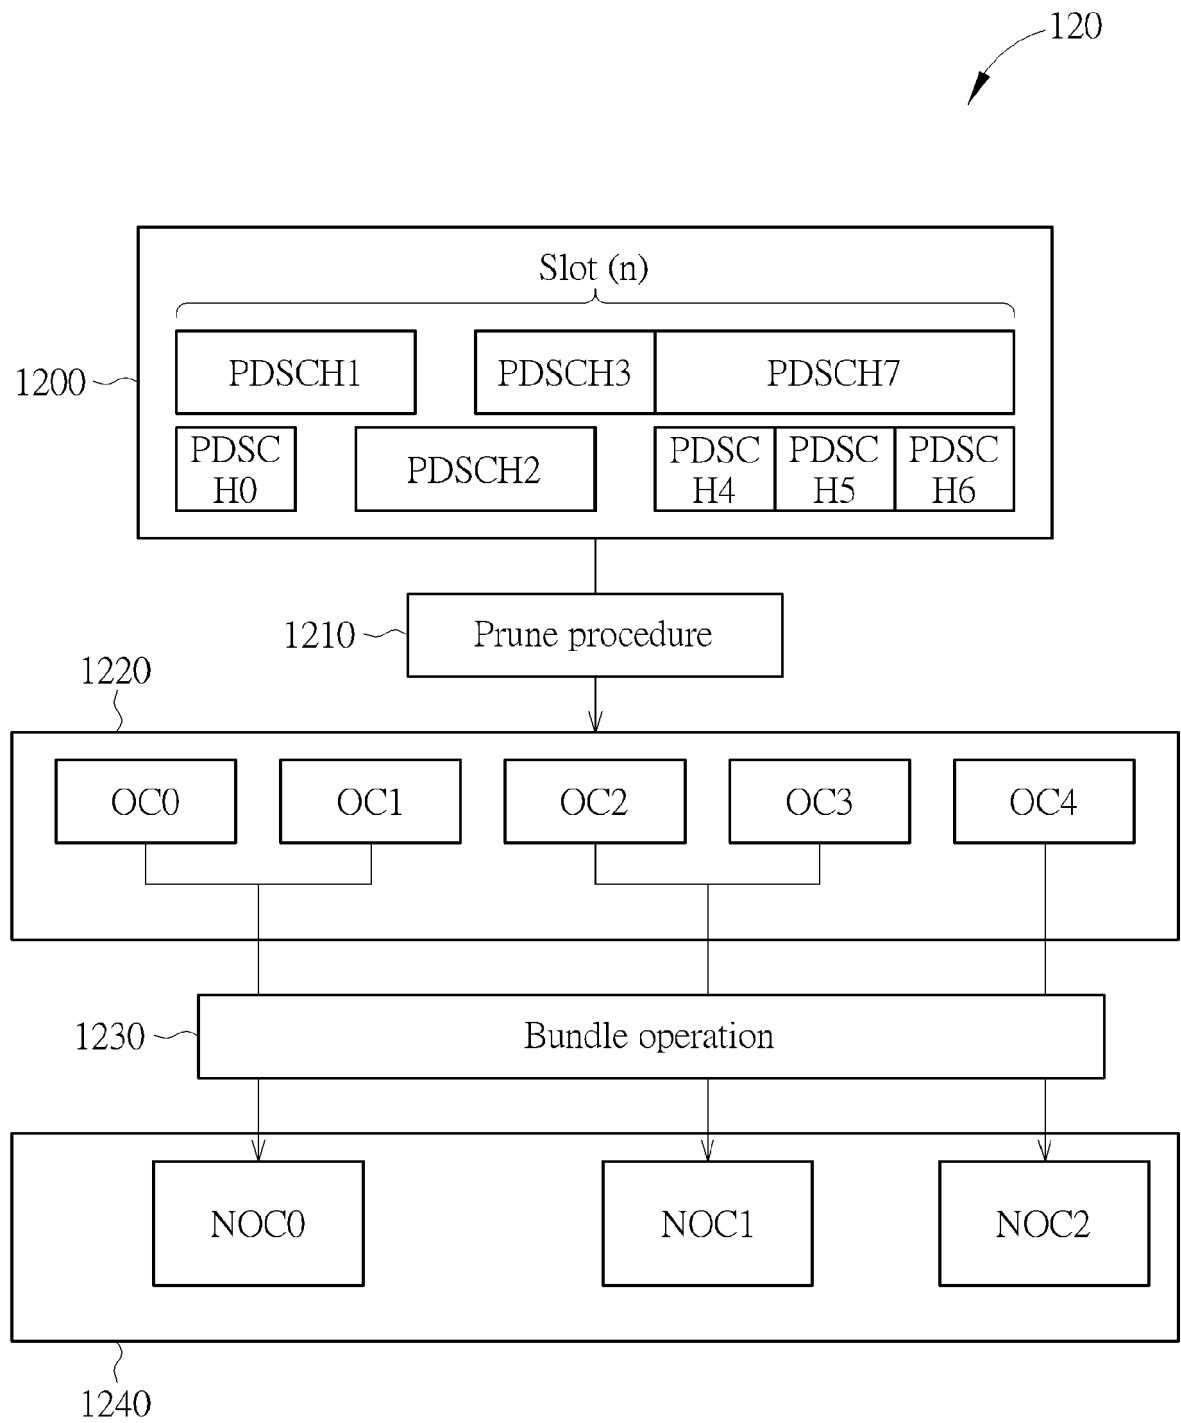 120
Slot (n)
PDSCH1
PDSCH3
PDSCH7
1200
PDSC
H0
PDSCH2
PDSC
H4
PDSC
H5
PDSC
H6
1210
Prune procedure
1220
OC0
OC1
OC2
OC3
OC4
1230
Bundle operation
NOC0
NOC1
NOC2
1240